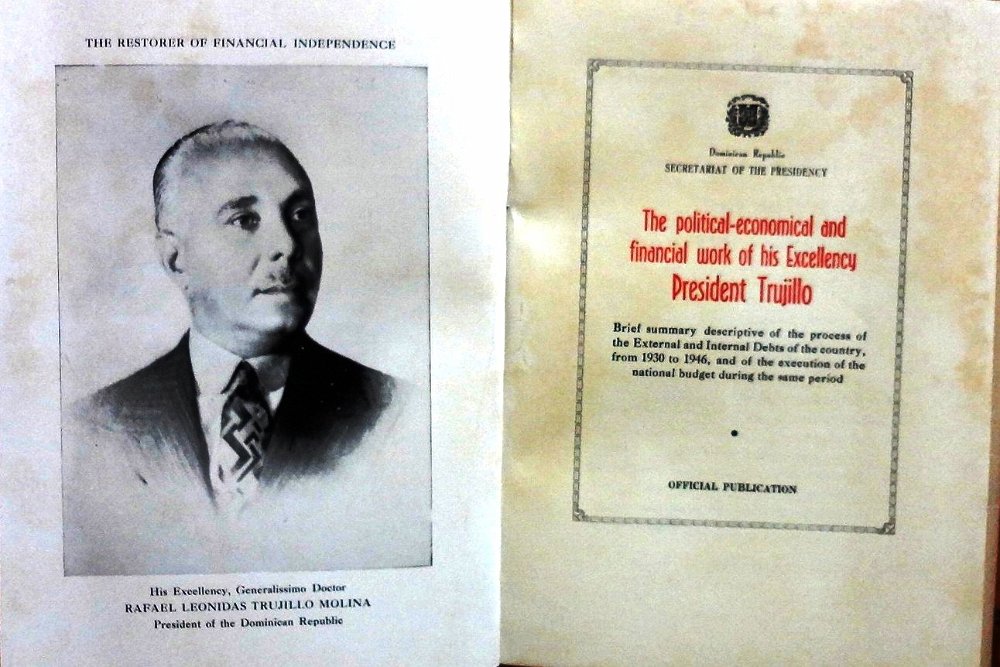 THE RESTORER OF FINANCIAL INDEPENDENCE
His Excellency, Generalissimo Doctor
RAFAEL LEONIDAS TRUJILLO MOLINA
President of the Dominican Republic
Dominican Republic
SECRETARIAT OF THE PRESIDENCY
The political-economical and
financial work of his Excellency
President Trujillo
Brief summary descriptive of the process of
the External and Internal Debts of the country,
from 1930 to 1946, and of the execution of the
national budget during the same period
OFFICIAL PUBLICATION